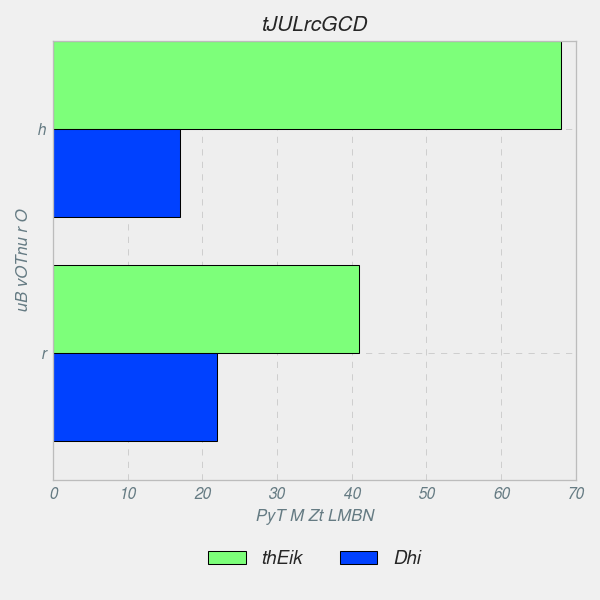 tJULrcGCD
h
r
uB vOTnu r O
0 10 20 30 40 50 60 70
PyT M Zt LMBN
thEik Dhi